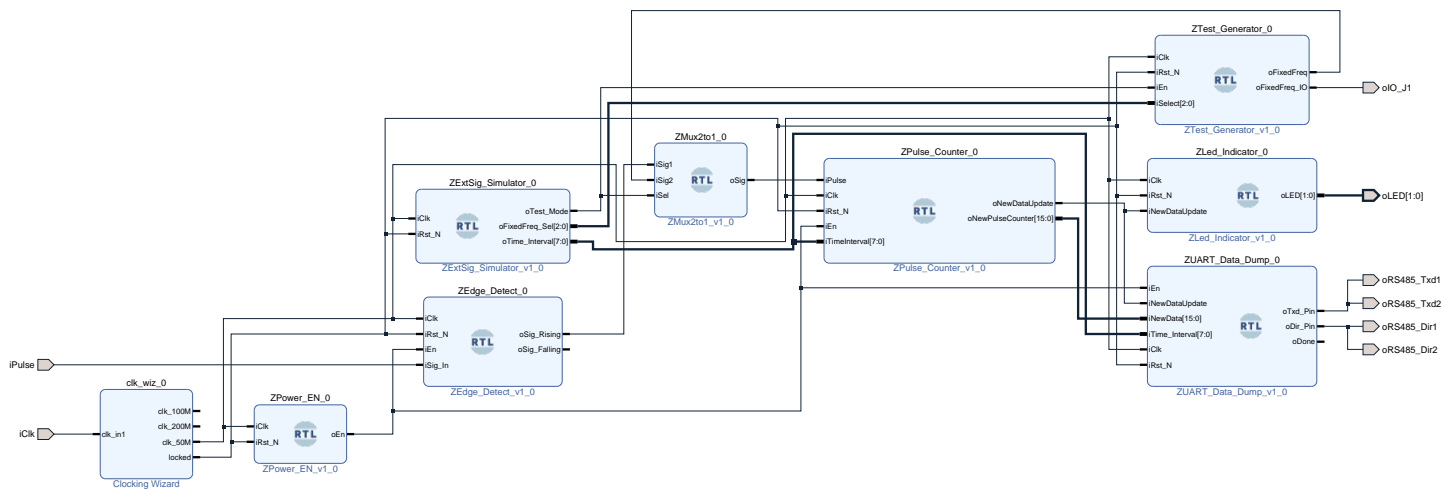 ZTest_Generator_0
iClk
iRst_N
iEn
iSelect[2:0]
RTL
oFixedFreq
oFixedFreq_IO
ZTest_Generator_v1_0
oIO_J1
ZMux2to1_0
iSig1
iSig2
iSel
RTL
oSig
ZMux2to1_v1_0
ZPulse_Counter_0
iPulse
iClk
iRst_N
iEn
iTimeInterval[7:0]
RTL
oNewDataUpdate
oNewPulseCounter[15:0]
ZPulse_Counter_v1_0
ZLed_Indicator_0
iClk
iRst_N
iNewDataUpdate
RTL
oLED[1:0]
ZLed_Indicator_v1_0
oLED[1:0]
ZExtSig_Simulator_0
iClk
iRst_N
RTL
oTest_Mode
oFixedFreq_Sel[2:0]
oTime_Interval[7:0]
ZExtSig_Simulator_v1_0
ZUART_Data_Dump_0
iEn
iNewDataUpdate
iNewData[15:0]
iTime_Interval[7:0]
iClk
iRst_N
RTL
oTxd_Pin
oDir_Pin
oDone
ZUART_Data_Dump_v1_0
oRS485_Txd1
oRS485_Txd2
oRS485_Dir1
oRS485_Dir2
ZEdge_Detect_0
iClk
iRst_N
iEn
iSig_In
RTL
oSig_Rising
oSig_Falling
ZEdge_Detect_v1_0
iPulse
iClk
clk_wiz_0
clk_in1
clk_100M
clk_200M
clk_50M
locked
Clocking Wizard
ZPower_EN_0
iClk
iRst_N
RTL
oEn
ZPower_EN_v1_0